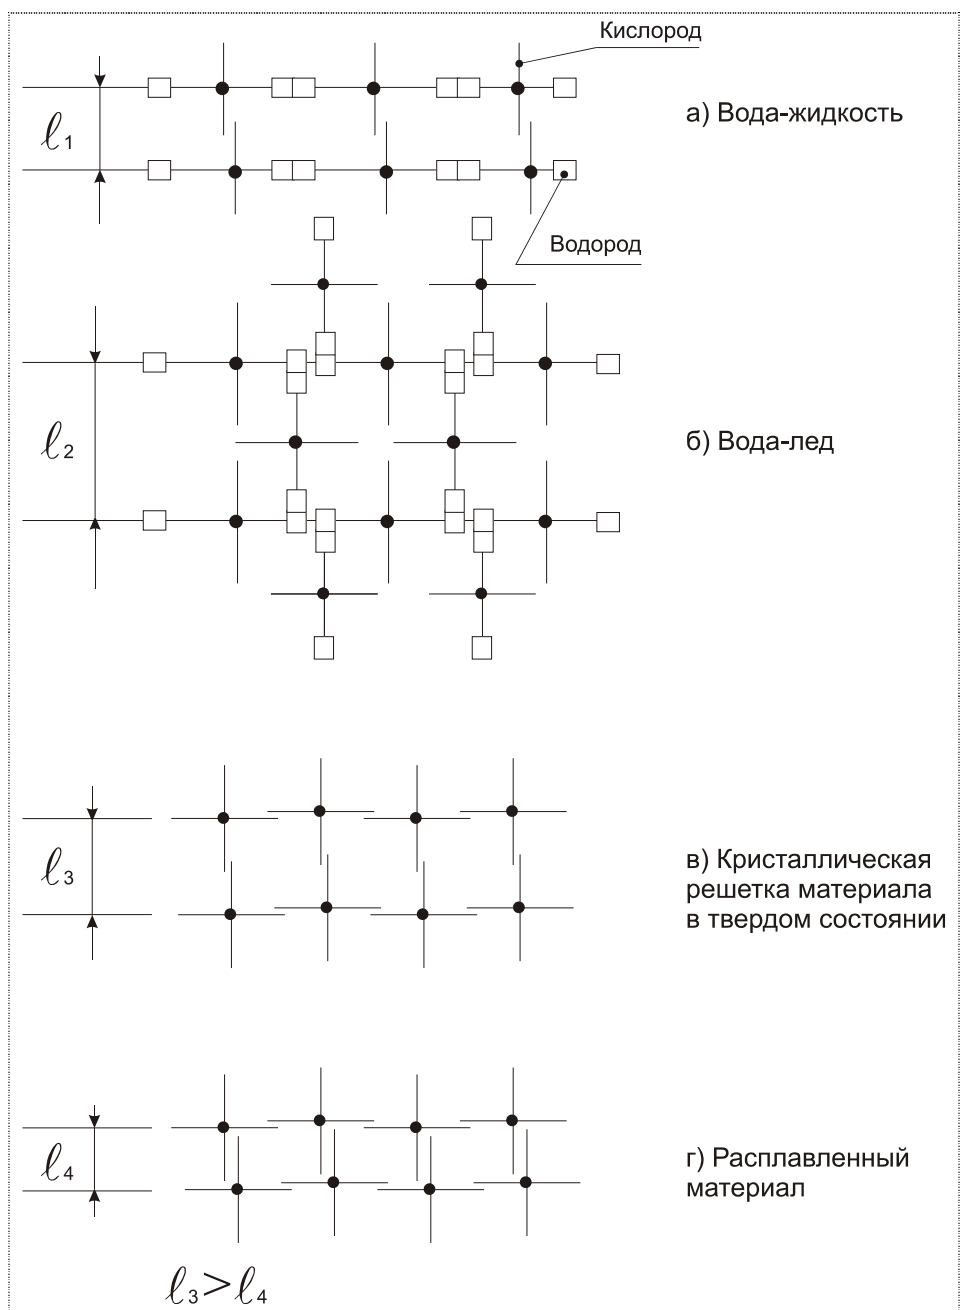 Кислород
ℓ1
а) Вода-жидкость
Водород
ℓ2
б) Вода-лед
ℓ3
в) Кристаллическая
решетка материала
в твердом состоянии
ℓ4
г) Расплавленный
материал
ℓ3>ℓ4